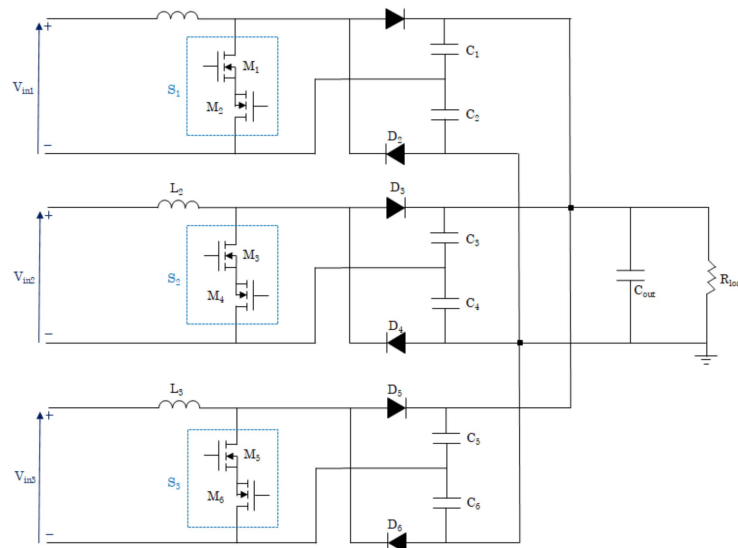 +
M₁
C₁
Vin1
S₁
M₂
C₂
D₂
−
L₂
D₃
+
M₃
C₃
Vin2
S₂
M₄
Cout
C₄
D₄
−
L₃
D₅
+
M₅
C₅
Vin3
S₃
M₆
C₆
D₆
−